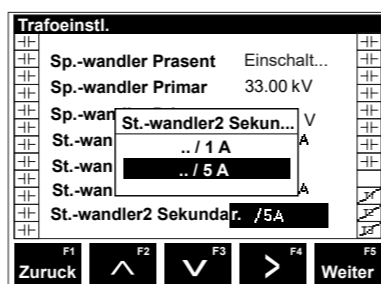 Trafoeinstl.
Sp.-wandler Prasent Einschalt...
Sp.-wandler Primar 33.00 kV
Sp.-wan V
St.-wandler2 Sekun...
St.-wan A
.. / 1 A
St.-wan .. / 5 A
St.-wan A
St.-wandler2 Sekundar. /5A
F1 F2 F3 F4 F5
Zuruck Weiter